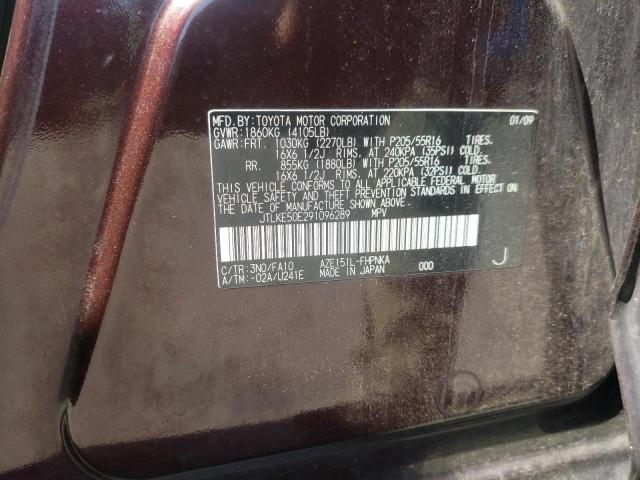 MFD. BY: TOYOTA MOTOR CORPORATION 01/09
GVWR: 1860KG (4105LB)
GAWR: FRT. 1030KG (2270LB) WITH P205/55R16 TIRES,
16X6 1/2J RIMS, AT 240KPA (35PSI) COLD.
RR. 855KG (1880LB) WITH P205/55R16 TIRES,
16X6 1/2J RIMS, AT 220KPA (32PSI) COLD.
THIS VEHICLE CONFORMS TO ALL APPLICABLE FEDERAL MOTOR
VEHICLE SAFETY AND THEFT PREVENTION STANDARDS IN EFFECT
ON THE DATE OF MANUFACTURE SHOWN ABOVE.
JTLKE50E291096289 MPV
C/TR: 3N0/FA10 AZE151L-FHPNKA J
A/TM: -02A/U241E MADE IN JAPAN 000